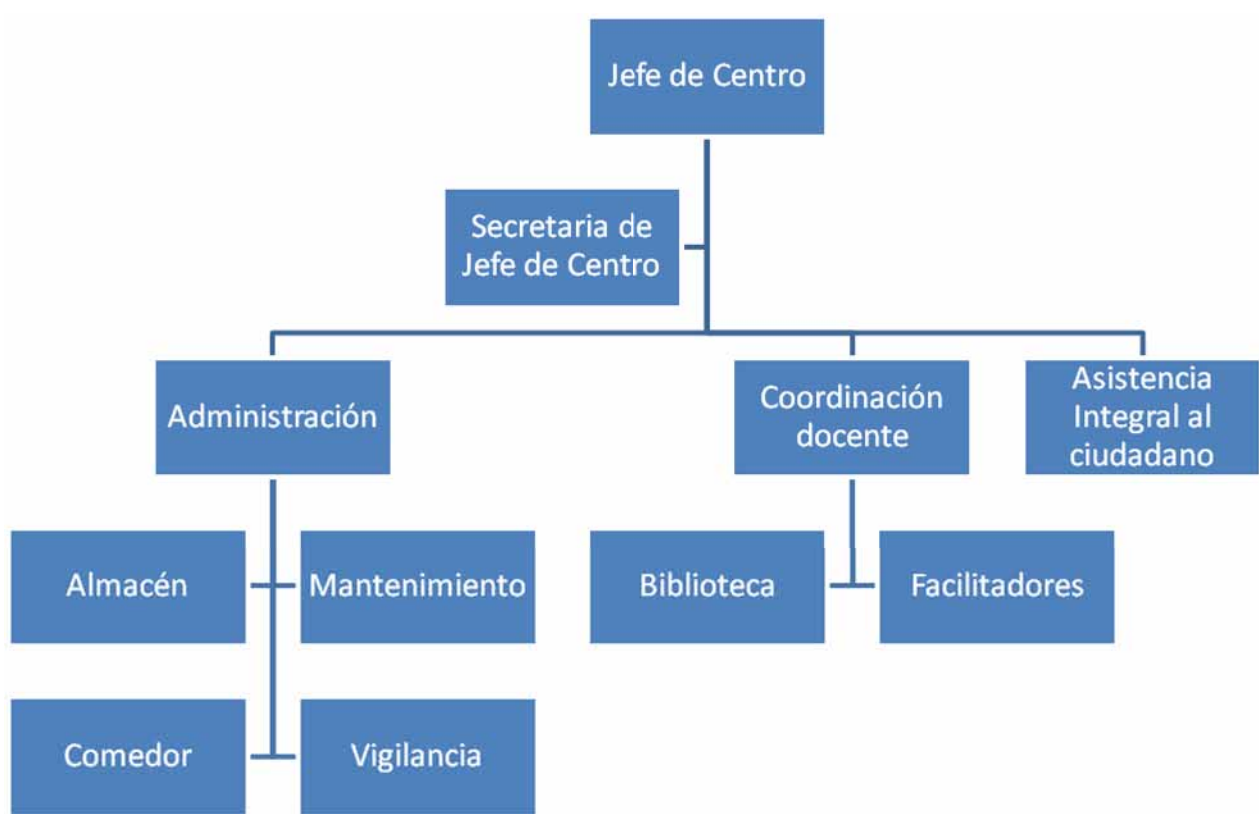 Jefe de Centro
Secretaria de
Jefe de Centro
Administración
Coordinación
docente
Asistencia
Integral al
ciudadano
Almacén
Mantenimiento
Biblioteca
Facilitadores
Comedor
Vigilancia